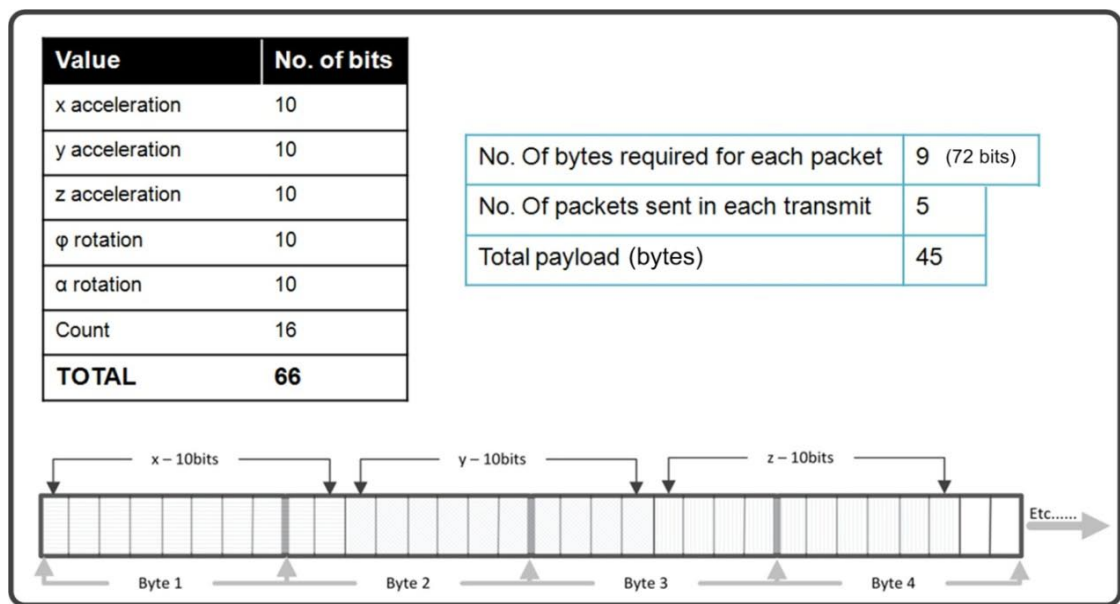 Value No. of bits
x acceleration 10
y acceleration 10
z acceleration 10
φ rotation 10
α rotation 10
Count 16
TOTAL 66
No. Of bytes required for each packet 9 (72 bits)
No. Of packets sent in each transmit 5
Total payload (bytes) 45
x – 10bits y – 10bits z – 10bits
Etc......
Byte 1 Byte 2 Byte 3 Byte 4